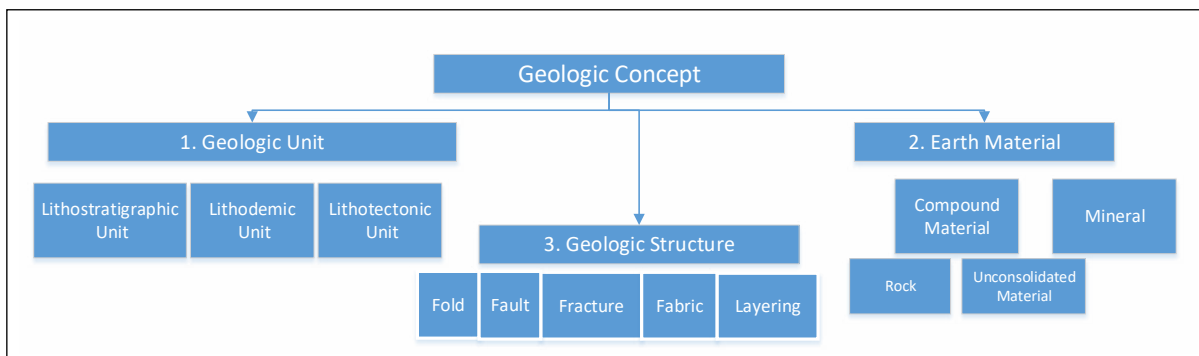 Geologic Concept
1. Geologic Unit
Lithostratigraphic
Unit
Lithodemic
Unit
Lithotectonic
Unit
3. Geologic Structure
Fold
Fault
Fracture
Fabric
Layering
2. Earth Material
Compound
Material
Mineral
Rock
Unconsolidated
Material